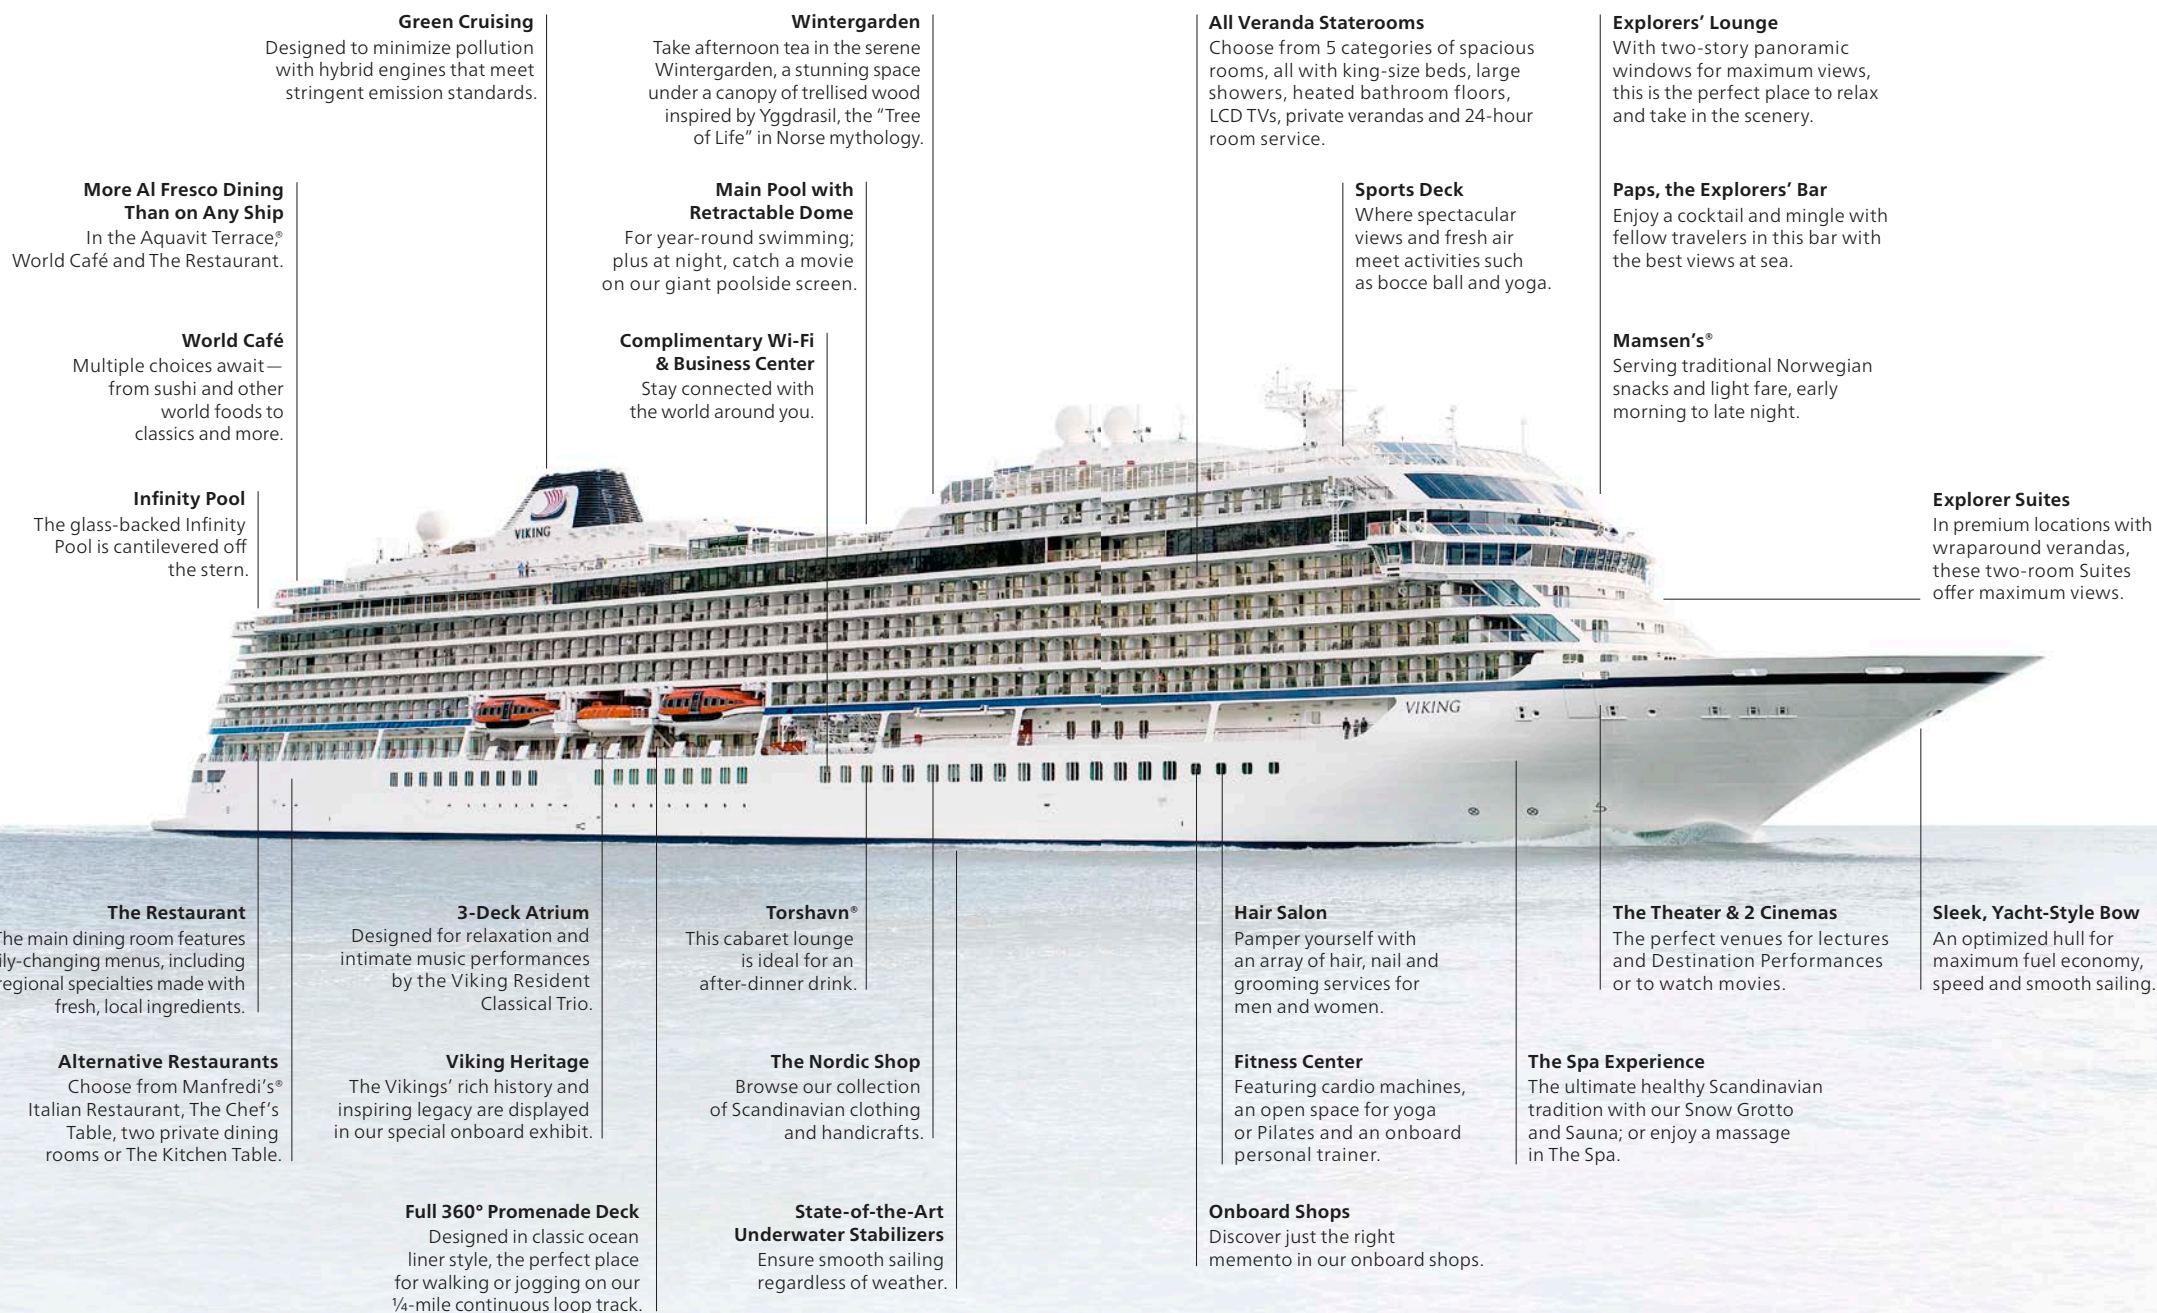 Green Cruising
Designed to minimize pollution
with hybrid engines that meet
stringent emission standards.
Wintergarden
Take afternoon tea in the serene
Wintergarden, a stunning space
under a canopy of trellised wood
inspired by Yggdrasil, the “Tree
of Life” in Norse mythology.
All Veranda Staterooms
Choose from 5 categories of spacious
rooms, all with king-size beds, large
showers, heated bathroom floors,
LCD TVs, private verandas and 24-hour
room service.
Explorers’ Lounge
With two-story panoramic
windows for maximum views,
this is the perfect place to relax
and take in the scenery.
More Al Fresco Dining
Than on Any Ship
In the Aquavit Terrace,®
World Café and The Restaurant.
Main Pool with
Retractable Dome
For year-round swimming;
plus at night, catch a movie
on our giant poolside screen.
Sports Deck
Where spectacular
views and fresh air
meet activities such
as bocce ball and yoga.
Paps, the Explorers’ Bar
Enjoy a cocktail and mingle with
fellow travelers in this bar with
the best views at sea.
World Café
Multiple choices await—
from sushi and other
world foods to
classics and more.
Complimentary Wi-Fi
& Business Center
Stay connected with
the world around you.
Mamsen’s®
Serving traditional Norwegian
snacks and light fare, early
morning to late night.
Infinity Pool
The glass-backed Infinity
Pool is cantilevered off
the stern.
Explorer Suites
In premium locations with
wraparound verandas,
these two-room Suites
offer maximum views.
VIKING
VIKING
The Restaurant
The main dining room features
ily-changing menus, including
regional specialties made with
fresh, local ingredients.
3-Deck Atrium
Designed for relaxation and
intimate music performances
by the Viking Resident
Classical Trio.
Torshavn®
This cabaret lounge
is ideal for an
after-dinner drink.
Hair Salon
Pamper yourself with
an array of hair, nail and
grooming services for
men and women.
The Theater & 2 Cinemas
The perfect venues for lectures
and Destination Performances
or to watch movies.
Sleek, Yacht-Style Bow
An optimized hull for
maximum fuel economy,
speed and smooth sailing.
Alternative Restaurants
Choose from Manfredi’s®
Italian Restaurant, The Chef’s
Table, two private dining
rooms or The Kitchen Table.
Viking Heritage
The Vikings’ rich history and
inspiring legacy are displayed
in our special onboard exhibit.
The Nordic Shop
Browse our collection
of Scandinavian clothing
and handicrafts.
Fitness Center
Featuring cardio machines,
an open space for yoga
or Pilates and an onboard
personal trainer.
The Spa Experience
The ultimate healthy Scandinavian
tradition with our Snow Grotto
and Sauna; or enjoy a massage
in The Spa.
Full 360° Promenade Deck
Designed in classic ocean
liner style, the perfect place
for walking or jogging on our
¼-mile continuous loop track.
State-of-the-Art
Underwater Stabilizers
Ensure smooth sailing
regardless of weather.
Onboard Shops
Discover just the right
memento in our onboard shops.